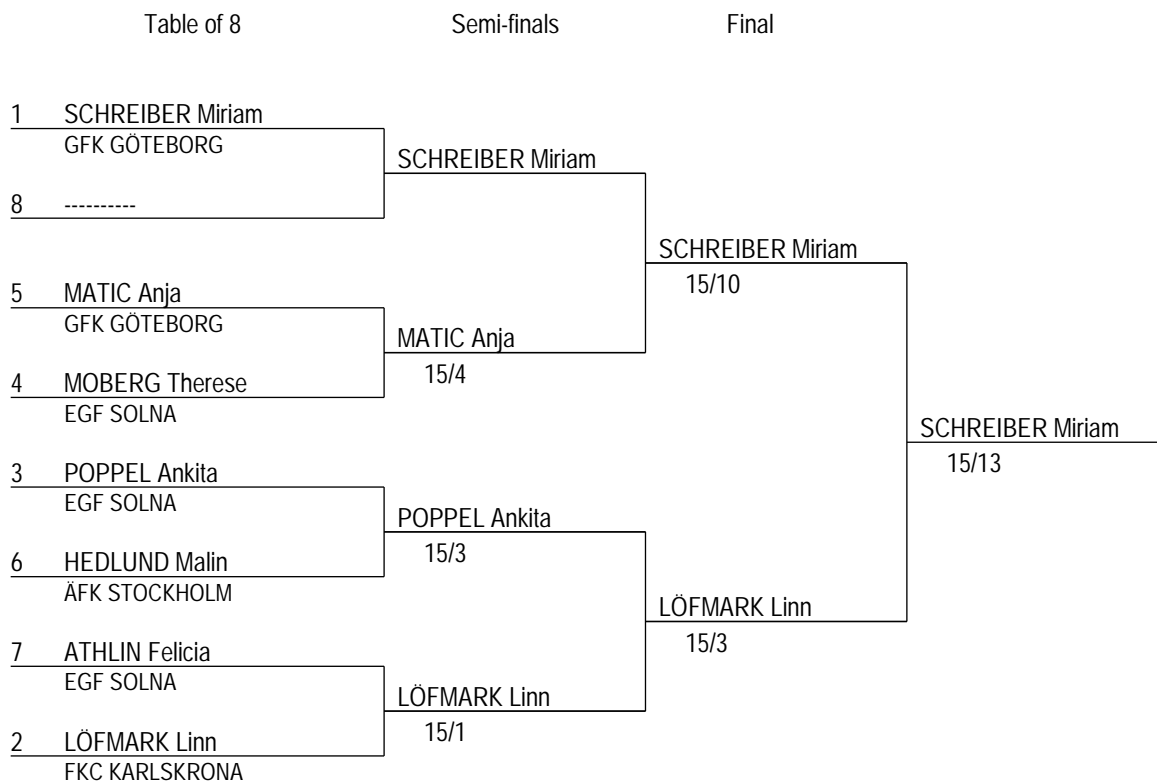 Table of 8 Semi-finals Final
1 SCHREIBER Miriam
GFK GÖTEBORG
SCHREIBER Miriam
8 ----------
SCHREIBER Miriam
15/10
5 MATIC Anja
GFK GÖTEBORG
MATIC Anja
15/4
4 MOBERG Therese
EGF SOLNA
SCHREIBER Miriam
15/13
3 POPPEL Ankita
EGF SOLNA
POPPEL Ankita
15/3
6 HEDLUND Malin
ÄFK STOCKHOLM
LÖFMARK Linn
15/3
7 ATHLIN Felicia
EGF SOLNA
LÖFMARK Linn
15/1
2 LÖFMARK Linn
FKC KARLSKRONA